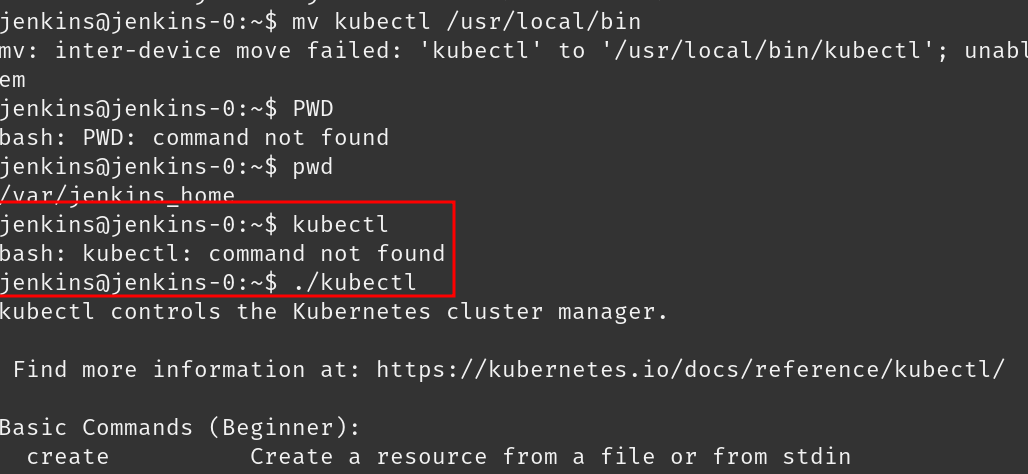 jenkins@jenkins-0:~$ mv kubectl /usr/local/bin
mv: inter-device move failed: 'kubectl' to '/usr/local/bin/kubectl'; unabl
em
jenkins@jenkins-0:~$ PWD
bash: PWD: command not found
jenkins@jenkins-0:~$ pwd
/var/jenkins_home
jenkins@jenkins-0:~$ kubectl
bash: kubectl: command not found
jenkins@jenkins-0:~$ ./kubectl
kubectl controls the Kubernetes cluster manager.
Find more information at: https://kubernetes.io/docs/reference/kubectl/
Basic Commands (Beginner):
create Create a resource from a file or from stdin